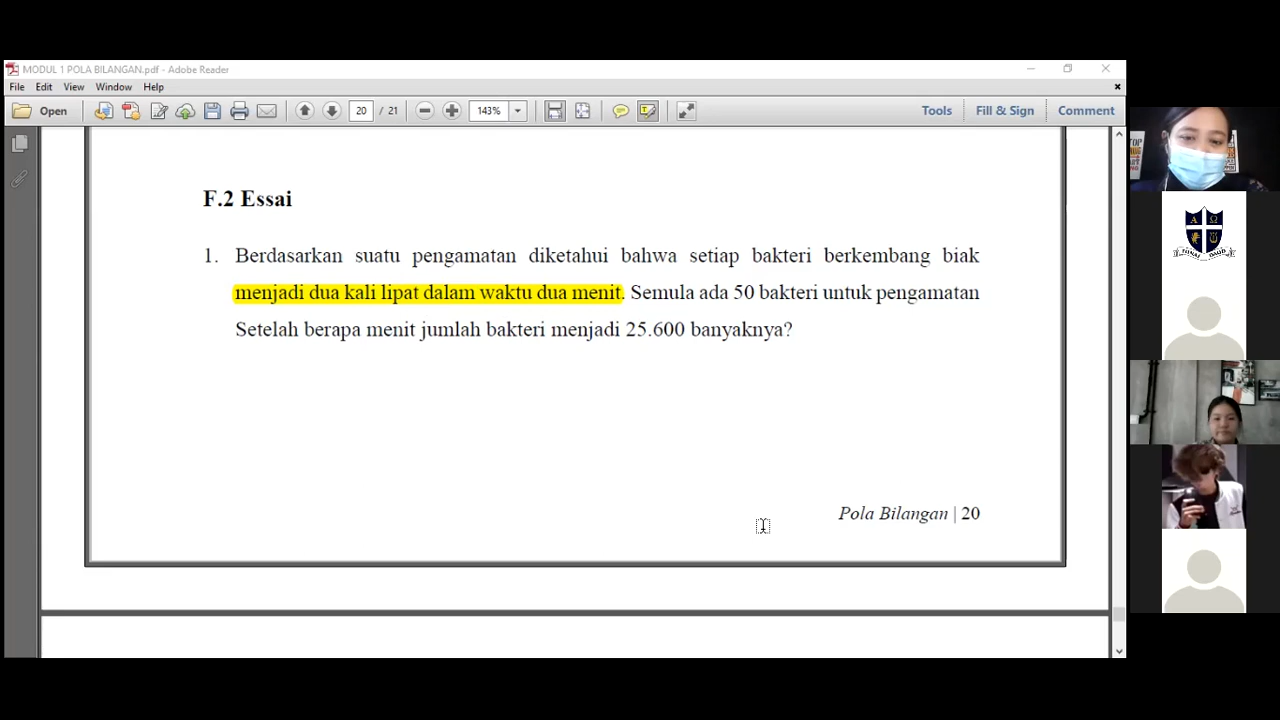 MODUL 1 POLA BILANGAN.pdf - Adobe Reader
File Edit View Window Help
Open 20 / 21 143% Tools Fill & Sign Comment
F.2 Essai
1. Berdasarkan suatu pengamatan diketahui bahwa setiap bakteri berkembang biak
menjadi dua kali lipat dalam waktu dua menit. Semula ada 50 bakteri untuk pengamatan
Setelah berapa menit jumlah bakteri menjadi 25.600 banyaknya?
Pola Bilangan | 20
Α Ω